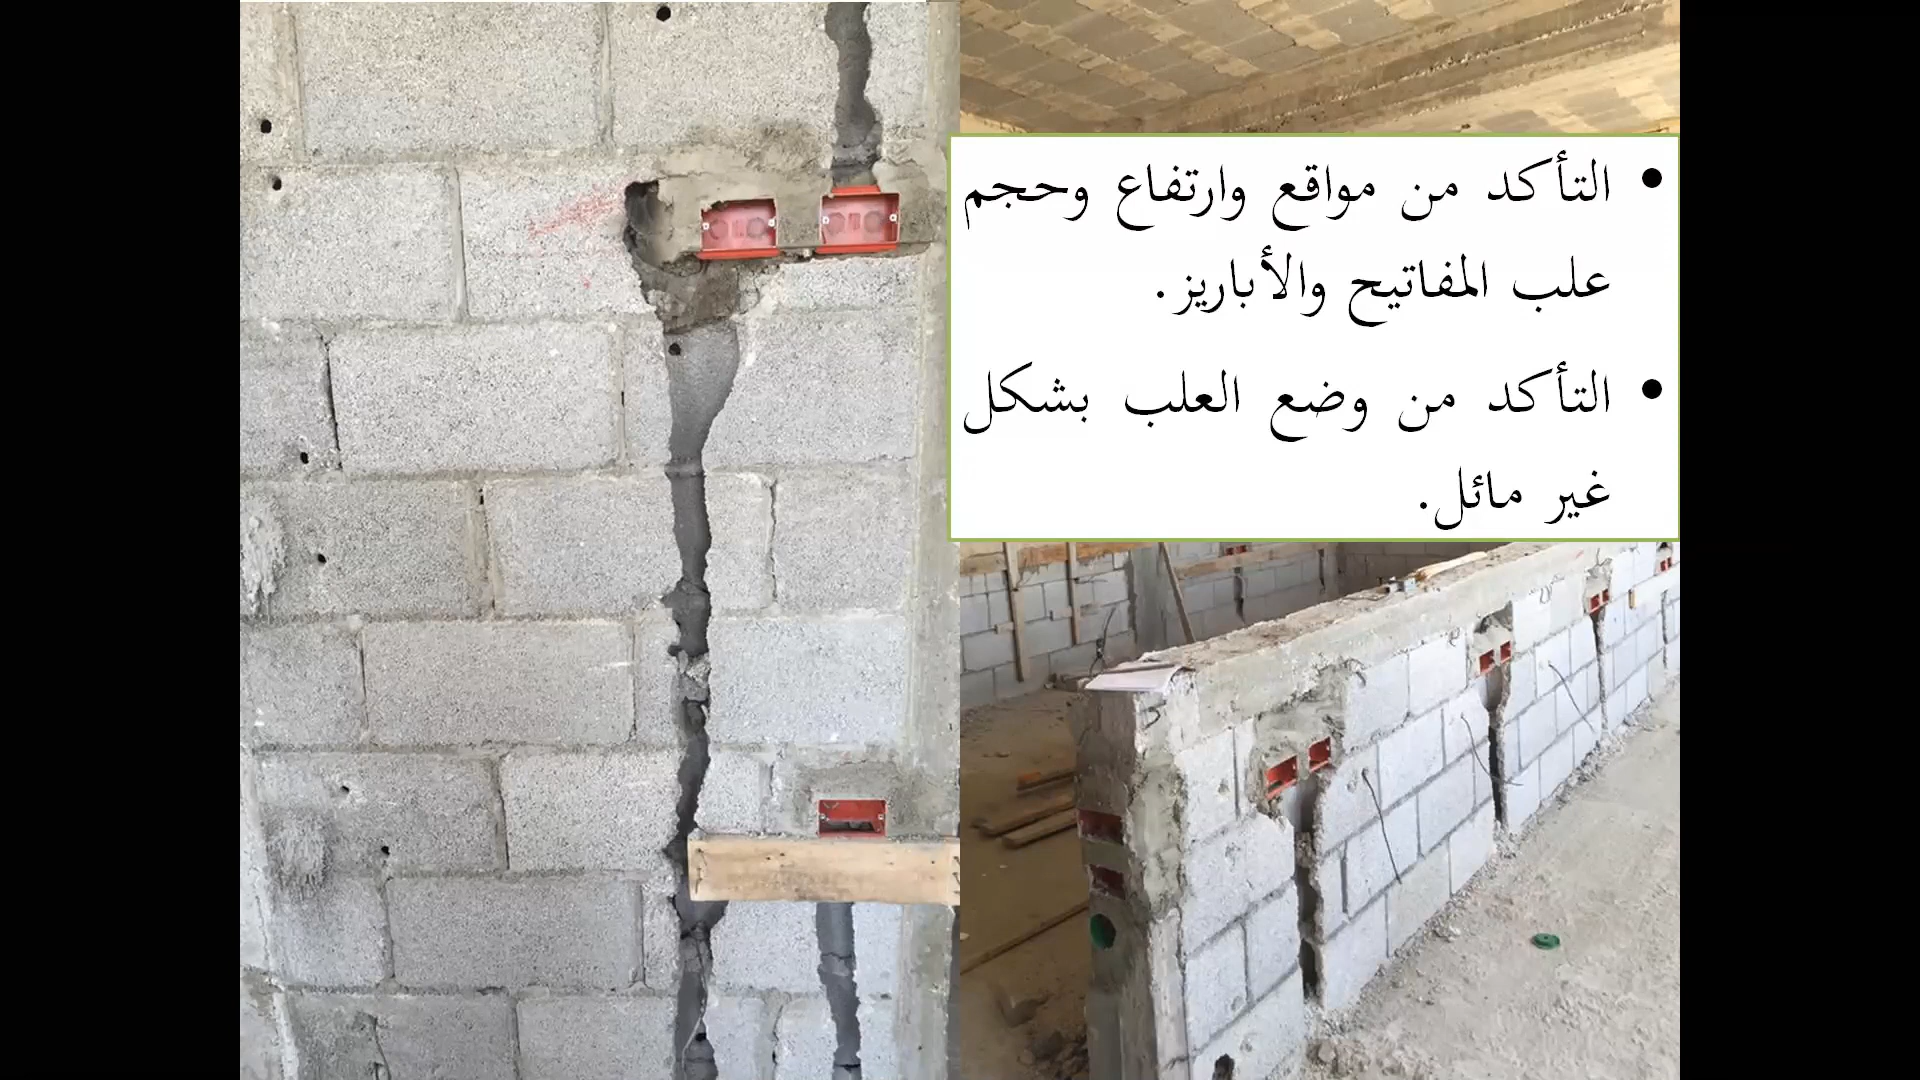 • التأكد من مواقع وارتفاع وحجم
علب المفاتيح والأباريز.
• التأكد من وضع العلب بشكل
غير مائل.